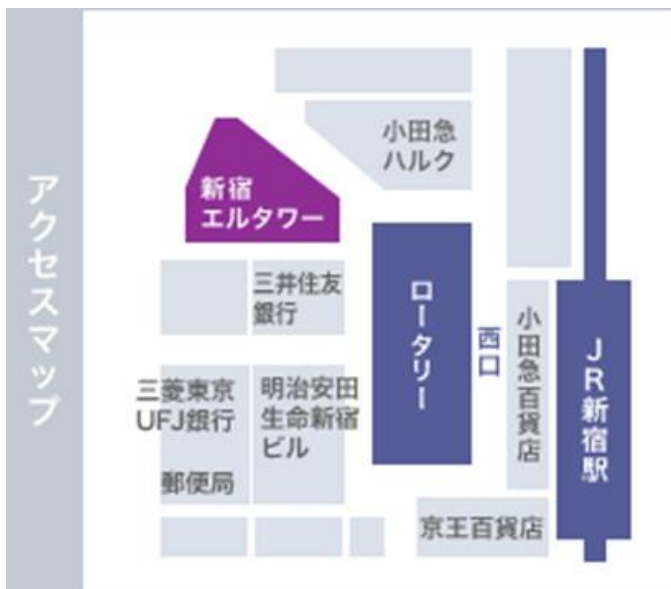 アクセスマップ
小田急
ハルク
新宿
エルタワー
三井住友
銀行
ロータリー
西口
小田急百貨店
JR新宿駅
三菱東京
UFJ銀行
郵便局
明治安田
生命新宿
ビル
京王百貨店